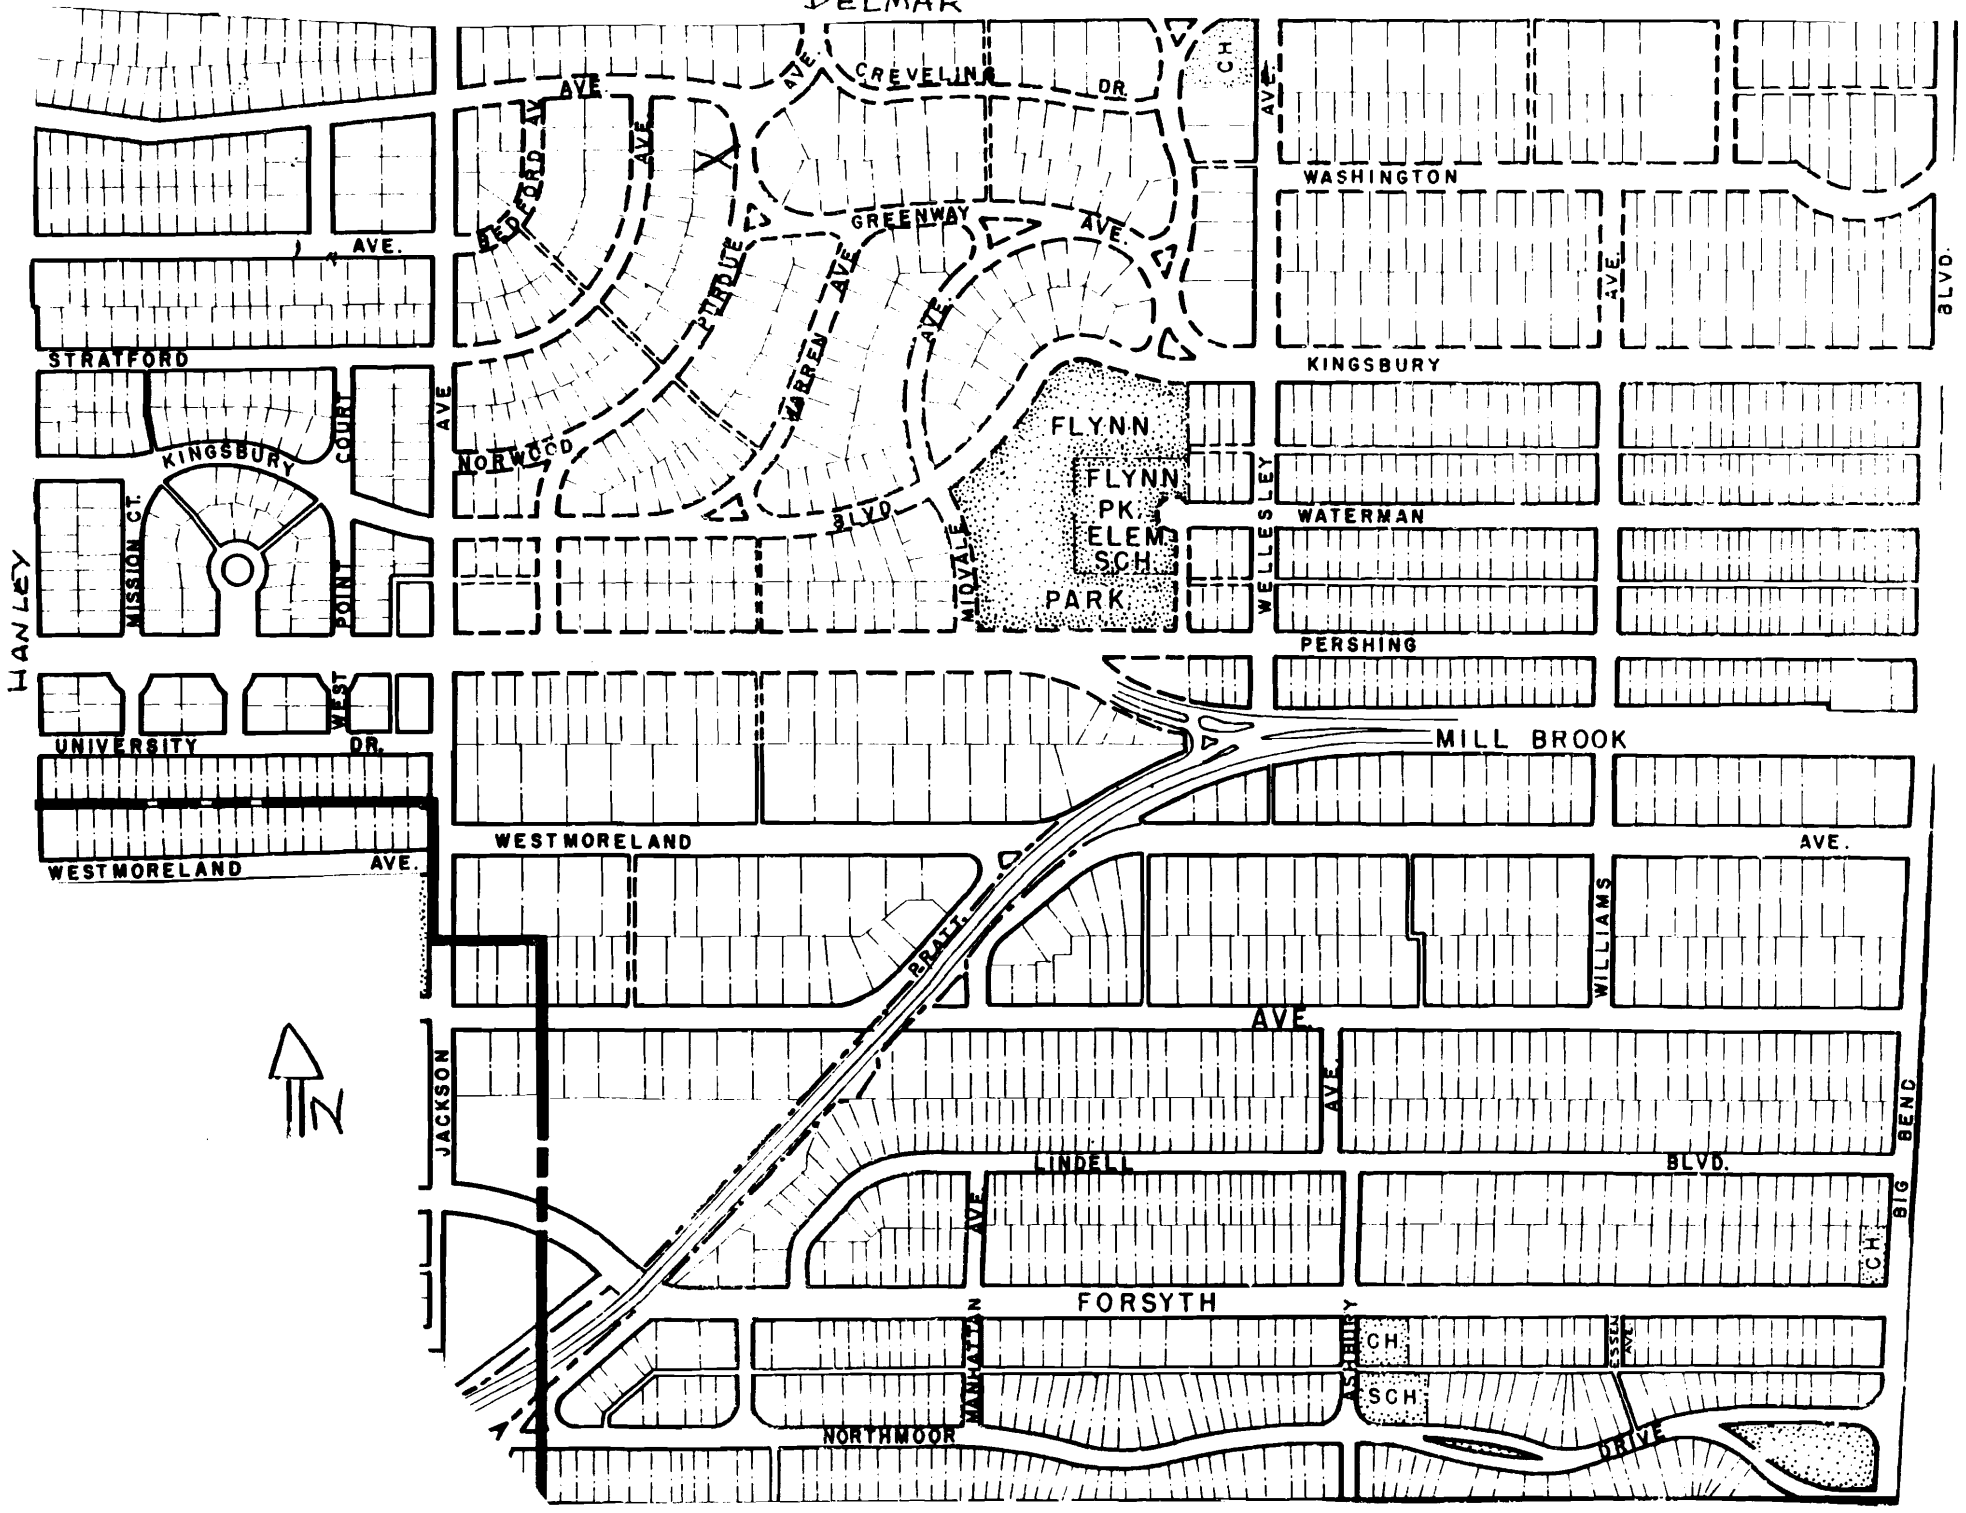 DELMAR
AVE.
CREVELING
DR.
CH
AVE.
AVE
BEDFORD AV
AVE
WASHINGTON
GREENWAY
AVE.
AVE.
PURDUE
AVE
AVE.
AVE.
BLVD.
STRATFORD
KINGSBURY
WARREN
COURT
AVE
FLYNN
NORWOOD
KINGSBURY
FLYNN
PK.
ELEM
SCH
PARK
WELLESLEY
WATERMAN
BLVD.
MISSION CT.
MIDVALE
HANLEY
POINT
WEST
PERSHING
UNIVERSITY
DR.
MILL BROOK
WESTMORELAND
AVE.
WESTMORELAND
AVE.
WILLIAMS
PRATT
AVE.
JACKSON
AVE.
N
BIG BEND
LINDELL
BLVD.
AVE.
CH
FORSYTH
MANHATTAN
ASHBURY
CH
ESSEX
AVE.
SCH
NORTHMOOR
DRIVE